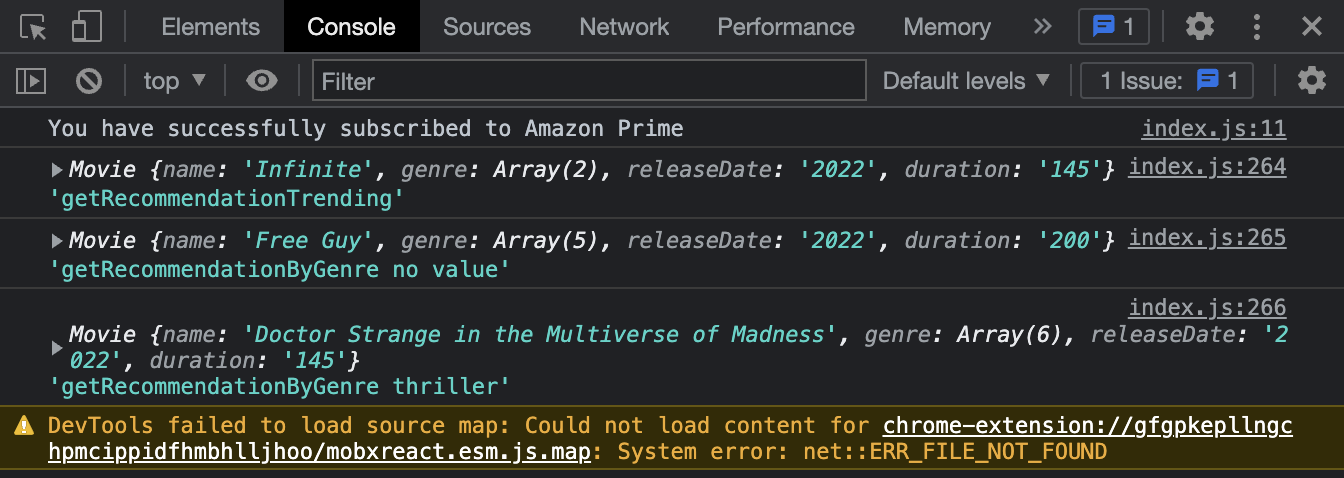 Elements Console Sources Network Performance Memory » 1
top ▼ Filter Default levels ▼ 1 Issue: 1
You have successfully subscribed to Amazon Prime index.js:11
▶Movie {name: 'Infinite', genre: Array(2), releaseDate: '2022', duration: '145'} index.js:264
'getRecommendationTrending'
▶Movie {name: 'Free Guy', genre: Array(5), releaseDate: '2022', duration: '200'} index.js:265
'getRecommendationByGenre no value'
index.js:266
▶Movie {name: 'Doctor Strange in the Multiverse of Madness', genre: Array(6), releaseDate: '2
022', duration: '145'}
'getRecommendationByGenre thriller'
DevTools failed to load source map: Could not load content for chrome-extension://gfgpkepllngc
hpmcippidfhmbhlljhoo/mobxreact.esm.js.map: System error: net::ERR_FILE_NOT_FOUND